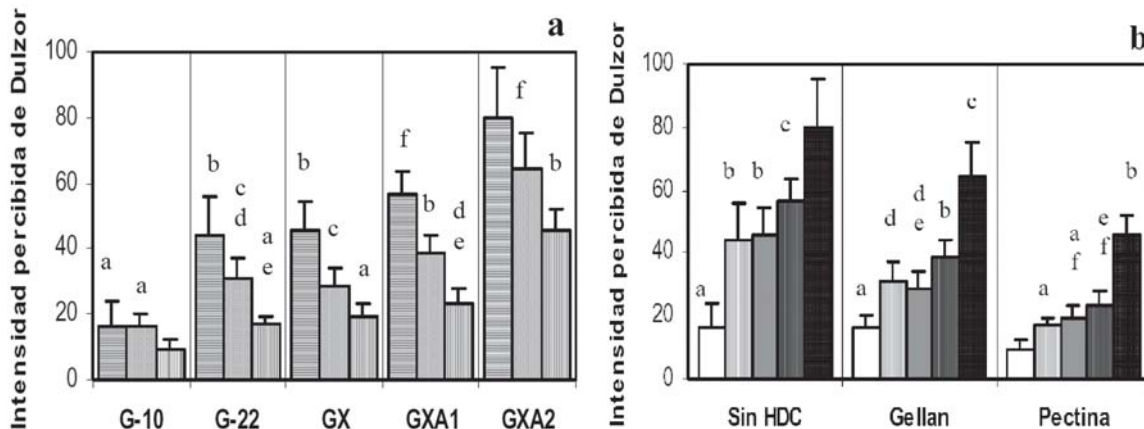 a
Intensidad percibida de Dulzor
100
80
60
40
20
0
a
a
b
c
d
a
e
b
c
a
f
b
d
e
f
b
G-10 G-22 GX GXA1 GXA2
b
Intensidad percibida de Dulzor
100
80
60
40
20
0
a
b
b
c
a
d
d
e
b
c
a
a
f
e
f
b
Sin HDC Gellan Pectina